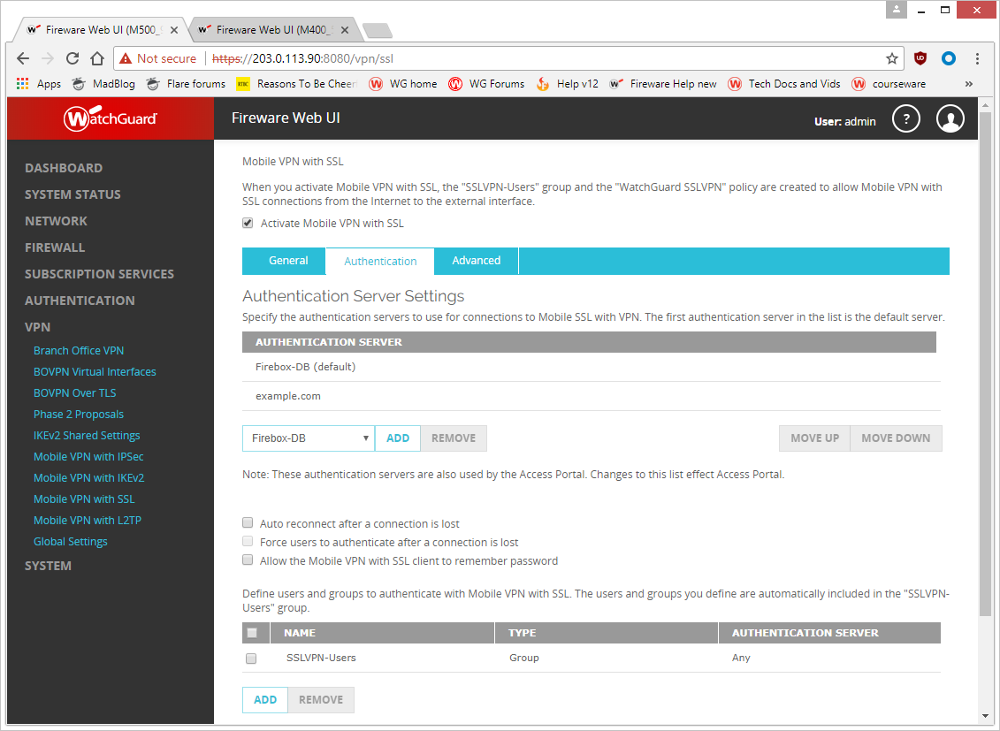 Fireware Web UI (M500_
Fireware Web UI (M400_
Not secure
https://203.0.113.90:8080/vpn/ssl
Apps
MadBlog
Flare forums
Reasons To Be Cheer
WG home
WG Forums
Help v12
Fireware Help new
Tech Docs and Vids
courseware
»
WatchGuard
Fireware Web UI
User: admin
?
DASHBOARD
SYSTEM STATUS
NETWORK
FIREWALL
SUBSCRIPTION SERVICES
AUTHENTICATION
VPN
Branch Office VPN
BOVPN Virtual Interfaces
BOVPN Over TLS
Phase 2 Proposals
IKEv2 Shared Settings
Mobile VPN with IPSec
Mobile VPN with IKEv2
Mobile VPN with SSL
Mobile VPN with L2TP
Global Settings
SYSTEM
Mobile VPN with SSL
When you activate Mobile VPN with SSL, the "SSLVPN-Users" group and the "WatchGuard SSLVPN" policy are created to allow Mobile VPN with
SSL connections from the Internet to the external interface.
Activate Mobile VPN with SSL
General
Authentication
Advanced
Authentication Server Settings
Specify the authentication servers to use for connections to Mobile SSL with VPN. The first authentication server in the list is the default server.
AUTHENTICATION SERVER
Firebox-DB (default)
example.com
Firebox-DB
ADD
REMOVE
MOVE UP
MOVE DOWN
Note: These authentication servers are also used by the Access Portal. Changes to this list effect Access Portal.
Auto reconnect after a connection is lost
Force users to authenticate after a connection is lost
Allow the Mobile VPN with SSL client to remember password
Define users and groups to authenticate with Mobile VPN with SSL. The users and groups you define are automatically included in the "SSLVPN-
Users" group.
NAME
TYPE
AUTHENTICATION SERVER
SSLVPN-Users
Group
Any
ADD
REMOVE